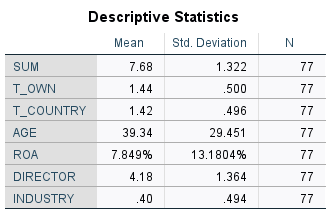 Descriptive Statistics
Mean Std. Deviation N
SUM 7.68 1.322 77
T_OWN 1.44 .500 77
T_COUNTRY 1.42 .496 77
AGE 39.34 29.451 77
ROA 7.849% 13.1804% 77
DIRECTOR 4.18 1.364 77
INDUSTRY .40 .494 77